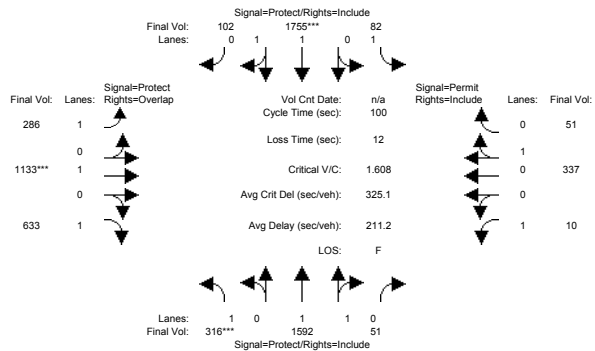 Signal=Protect/Rights=Include
Final Vol: 102 1755*** 82
Lanes: 0 1 1 0 1
Signal=Protect
Final Vol: Lanes: Rights=Overlap
Vol Cnt Date: n/a
Signal=Permit
Rights=Include Lanes: Final Vol:
Cycle Time (sec): 100
286 1
0 51
Loss Time (sec): 12
0
1
1133*** 1
Critical V/C: 1.608
0 337
0
Avg Crit Del (sec/veh): 325.1
0
633 1
Avg Delay (sec/veh): 211.2
1 10
LOS: F
Lanes: 1 0 1 1 0
Final Vol: 316*** 1592 51
Signal=Protect/Rights=Include